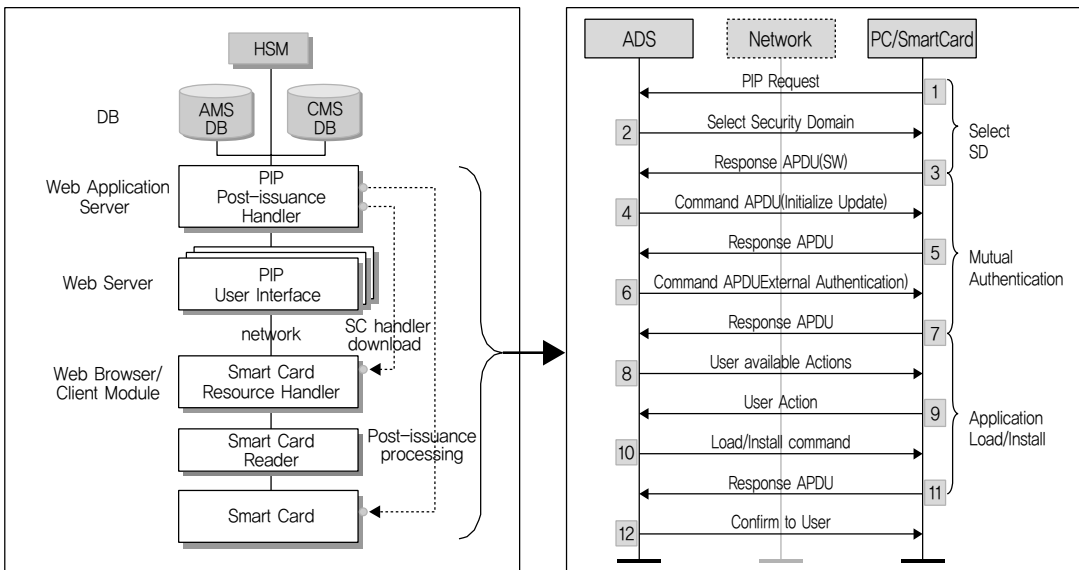 HSM
DB
AMS
DB
CMS
DB
Web Application
Server
PIP
Post-issuance
Handler
Web Server
PIP
User Interface
network
SC handler
download
Web Browser/
Client Module
Smart Card
Resource Handler
Smart Card
Reader
Post-issuance
processing
Smart Card
ADS
Network
PC/SmartCard
PIP Request
1
2
Select Security Domain
Select
SD
Response APDU(SW)
3
4
Command APDU(Initialize Update)
Response APDU
5
Mutual
Authentication
6
Command APDUExternal Authentication)
Response APDU
7
8
User available Actions
User Action
9
Application
Load/Install
10
Load/Install command
Response APDU
11
12
Confirm to User